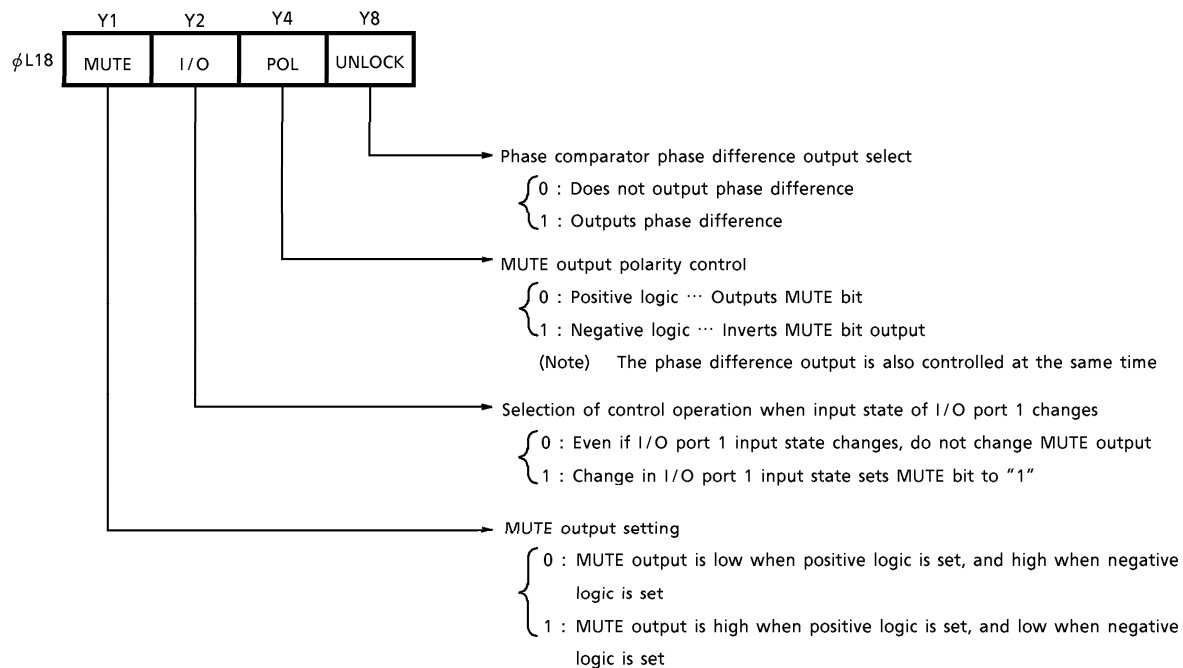 Y1 Y2 Y4 Y8
φL18 MUTE I/O POL UNLOCK
Phase comparator phase difference output select
0 : Does not output phase difference
1 : Outputs phase difference
MUTE output polarity control
0 : Positive logic ⋯ Outputs MUTE bit
1 : Negative logic ⋯ Inverts MUTE bit output
(Note) The phase difference output is also controlled at the same time
Selection of control operation when input state of I/O port 1 changes
0 : Even if I/O port 1 input state changes, do not change MUTE output
1 : Change in I/O port 1 input state sets MUTE bit to "1"
MUTE output setting
0 : MUTE output is low when positive logic is set, and high when negative
logic is set
1 : MUTE output is high when positive logic is set, and low when negative
logic is set